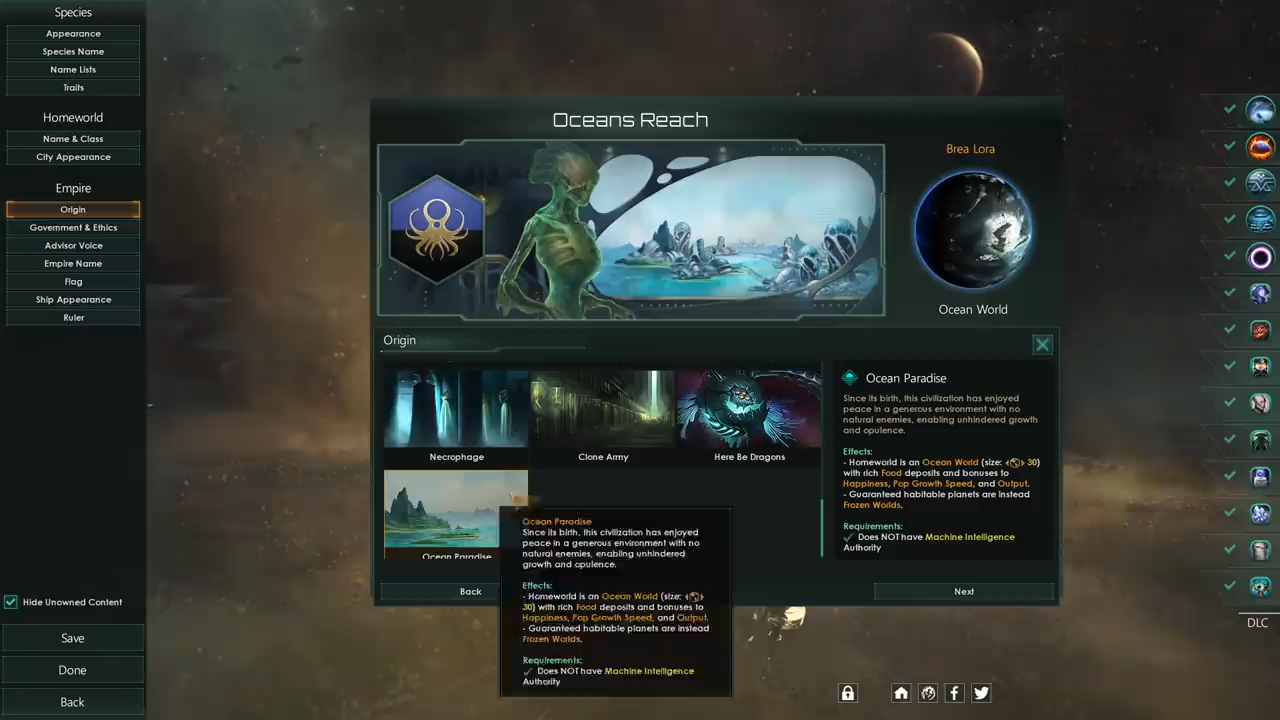 Species
Appearance
Species Name
Name Lists
Traits
Homeworld
Name & Class
City Appearance
Empire
Origin
Government & Ethics
Advisor Voice
Empire Name
Flag
Ship Appearance
Ruler
Hide Unowned Content
Save
Done
Back
Oceans Reach
Brea Lora
Ocean World
Origin
Necrophage
Clone Army
Here Be Dragons
Ocean Paradise
Ocean Paradise
Since its birth, this civilization has enjoyed
peace in a generous environment with no
natural enemies, enabling unhindered
growth and opulence.
Effects:
- Homeworld is an Ocean World (size:
30) with rich Food deposits and bonuses to
Happiness, Pop Growth Speed, and Output.
- Guaranteed habitable planets are instead
Frozen Worlds.
Requirements:
Does NOT have Machine Intelligence
Authority
Ocean Paradise
Since its birth, this civilization has enjoyed
peace in a generous environment with no
natural enemies, enabling unhindered growth
and opulence.
Effects:
- Homeworld is an Ocean World (size: 30)
with rich Food deposits and bonuses to
Happiness, Pop Growth Speed, and Output.
- Guaranteed habitable planets are instead
Frozen Worlds.
Requirements:
Does NOT have Machine Intelligence
Authority
Back
Next
DLC